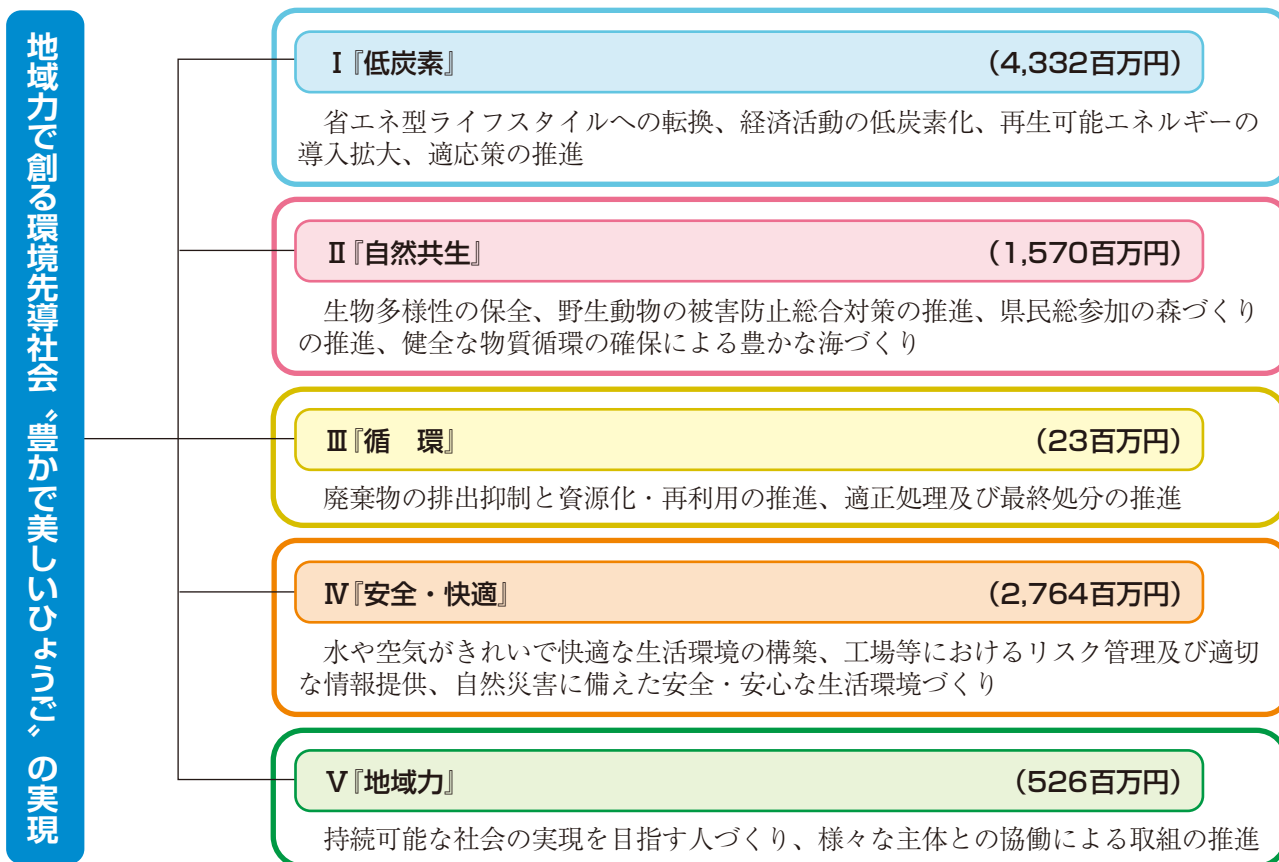 地域力で創る環境先導社会〝豊かで美しいひょうご〟の実現
Ⅰ『低炭素』 (4,332百万円)
省エネ型ライフスタイルへの転換、経済活動の低炭素化、再生可能エネルギーの
導入拡大、適応策の推進
Ⅱ『自然共生』 (1,570百万円)
生物多様性の保全、野生動物の被害防止総合対策の推進、県民総参加の森づくり
の推進、健全な物質循環の確保による豊かな海づくり
Ⅲ『循　環』 (23百万円)
廃棄物の排出抑制と資源化・再利用の推進、適正処理及び最終処分の推進
Ⅳ『安全・快適』 (2,764百万円)
水や空気がきれいで快適な生活環境の構築、工場等におけるリスク管理及び適切
な情報提供、自然災害に備えた安全・安心な生活環境づくり
Ⅴ『地域力』 (526百万円)
持続可能な社会の実現を目指す人づくり、様々な主体との協働による取組の推進